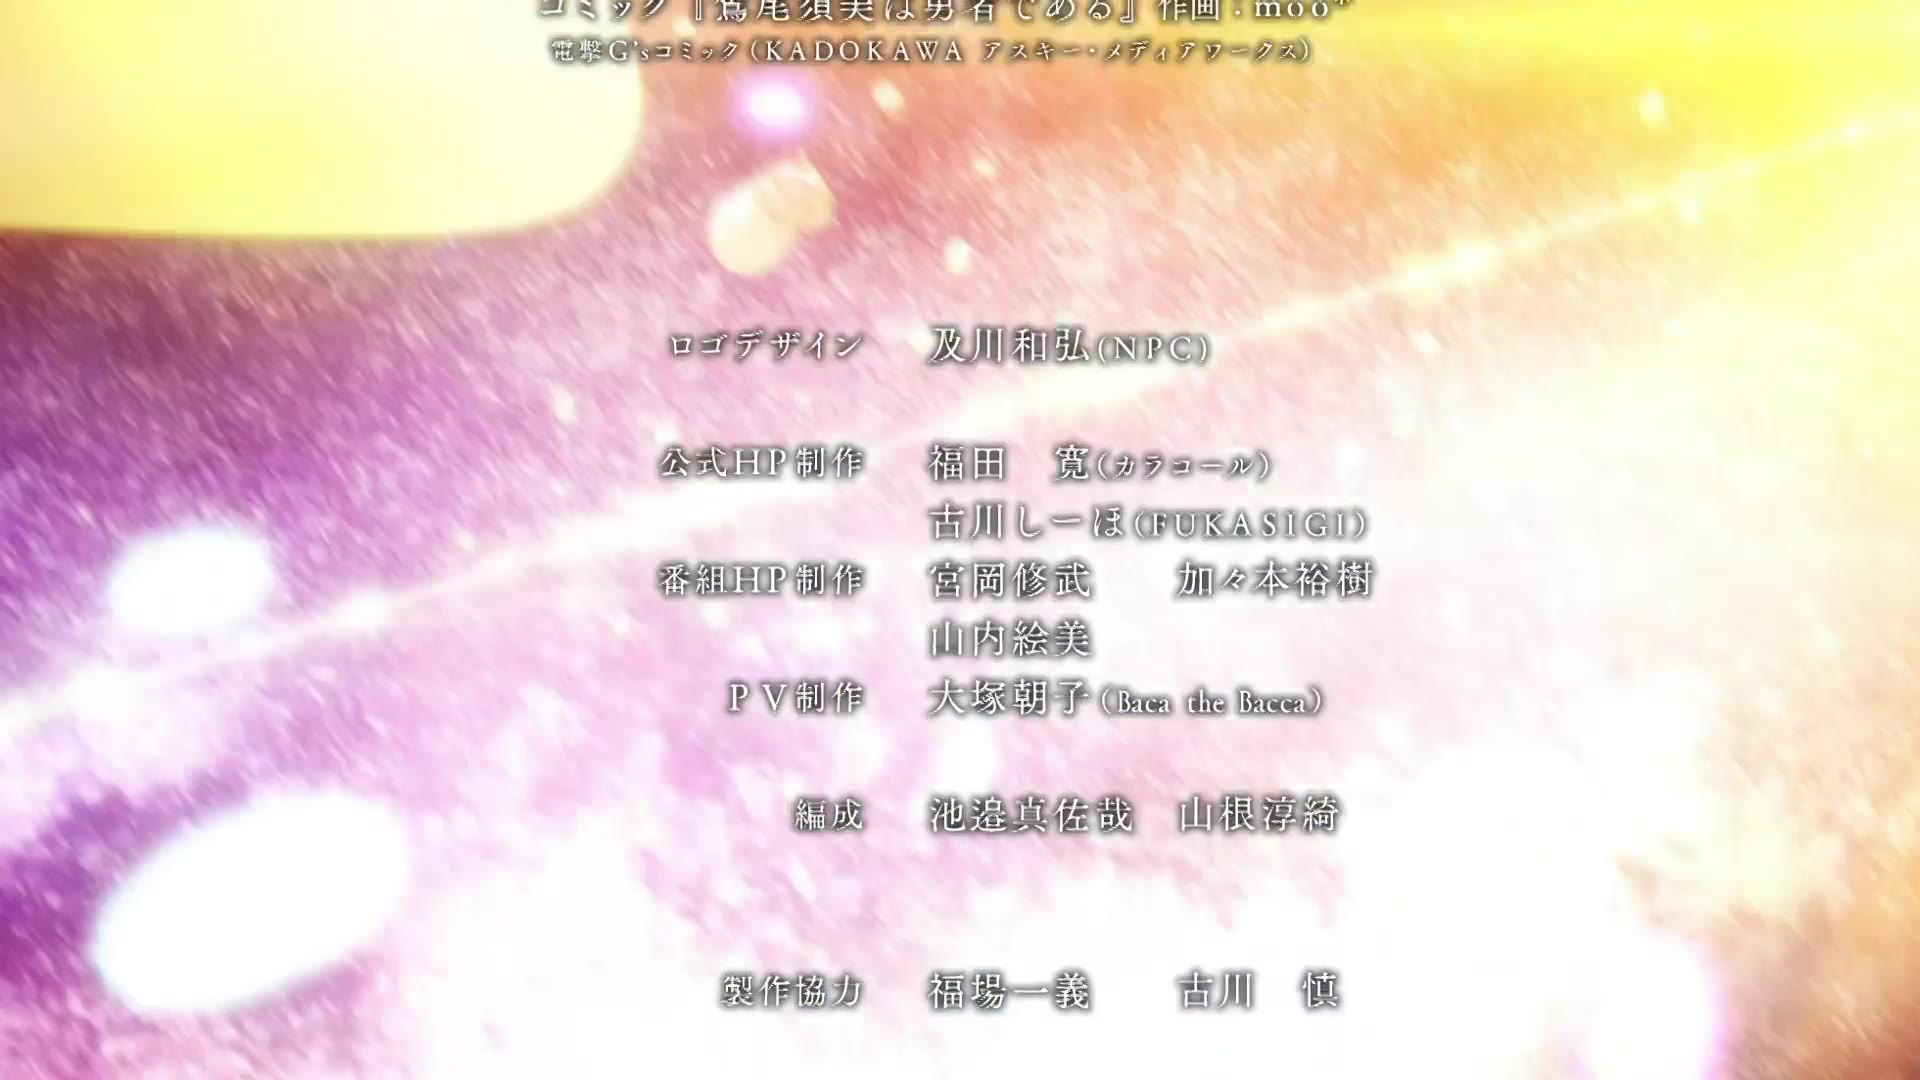 コミック『鷲尾須美は勇者である』作画：moo*
電撃G'sコミック（KADOKAWA アスキー・メディアワークス）
ロゴデザイン 及川和弘(NPC)
公式HP制作 福田 寛（カラコール）
古川しーほ（FUKASIGI）
番組HP制作 宮岡修武 加々本裕樹
山内絵美
PV制作 大塚朝子（Baca the Bacca）
編成 池邉真佐哉 山根淳綺
製作協力 福場一義 古川 慎